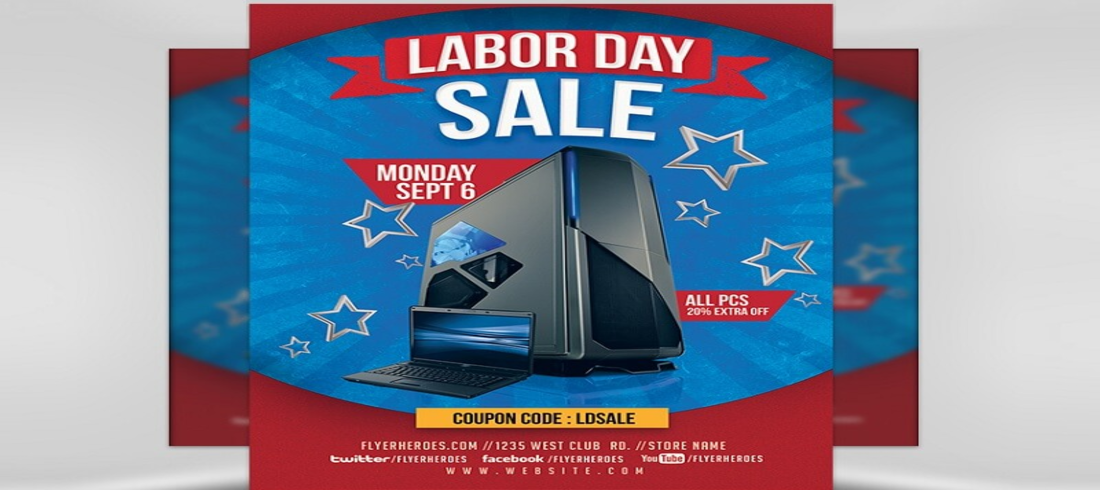 LABOR DAY
SALE
MONDAY
SEPT 6
ALL PCS
20% EXTRA OFF
COUPON CODE : LDSALE
FLYERHEROES.COM //1235 WEST CLUB RD. //STORE NAME
twitter/FLYERHEROES facebook/FLYERHEROES YouTube/FLYERHEROES
WWW.WEBSITE.COM